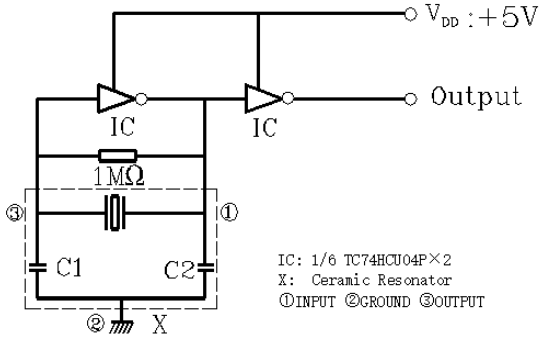 V_DD:+5V
Output
IC
IC
1MΩ
③
①
C1
C2
②
X
IC: 1/6 TC74HCU04P×2
X: Ceramic Resonator
①INPUT ②GROUND ③OUTPUT